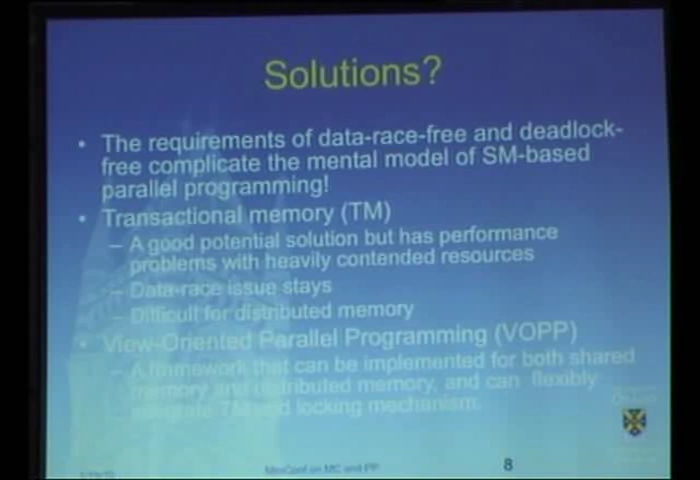 Solutions?
• The requirements of data-race-free and deadlock-
free complicate the mental model of SM-based
parallel programming!
• Transactional memory (TM)
– A good potential solution but has performance
problems with heavily contended resources
– Data-race issue stays
– Difficult for distributed memory
• View-Oriented Parallel Programming (VOPP)
– A framework that can be implemented for both shared
memory and distributed memory, and can flexibly
integrate TM and locking mechanism.
MiniConf on MC and PP
8